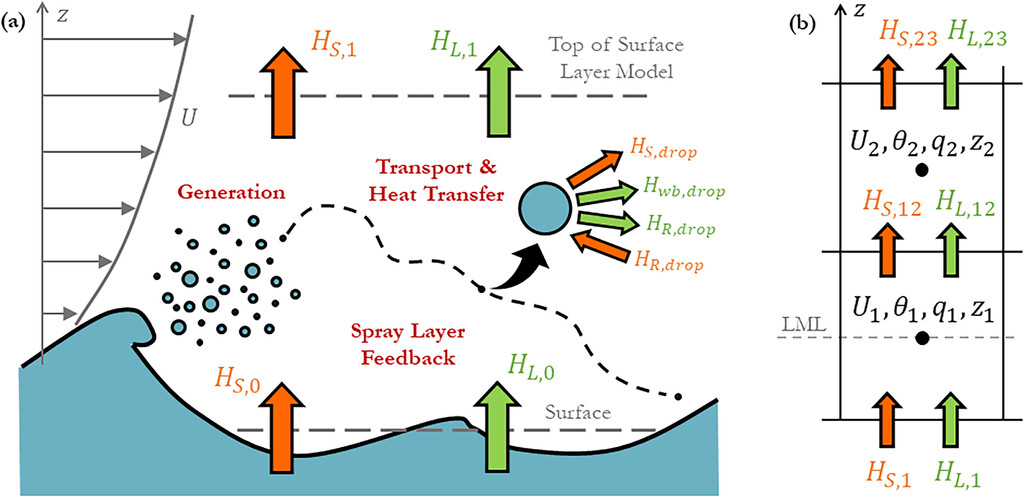 (a)
z
U
H_{S,1}
H_{L,1}
Top of Surface
Layer Model
Generation
Transport &
Heat Transfer
H_{S,drop}
H_{wb,drop}
H_{R,drop}
H_{R,drop}
Spray Layer
Feedback
H_{S,0}
H_{L,0}
Surface
(b)
z
H_{S,23} H_{L,23}
U_2, θ_2, q_2, z_2
H_{S,12} H_{L,12}
U_1, θ_1, q_1, z_1
LML
H_{S,1} H_{L,1}